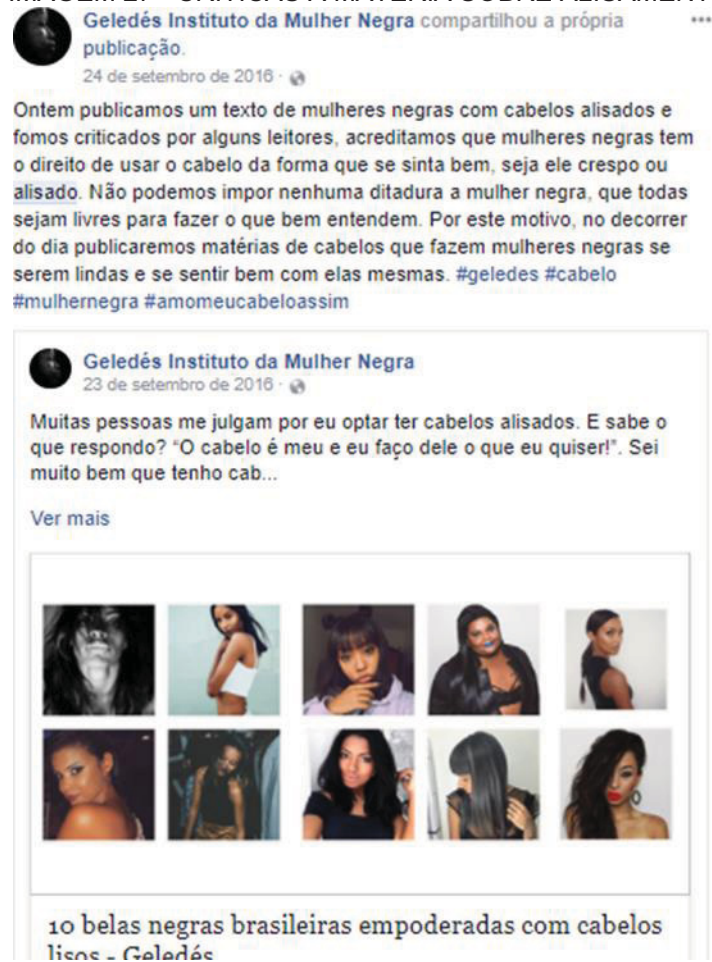 Geledés Instituto da Mulher Negra compartilhou a própria
publicação.
24 de setembro de 2016 ·
Ontem publicamos um texto de mulheres negras com cabelos alisados e
fomos criticados por alguns leitores, acreditamos que mulheres negras tem
o direito de usar o cabelo da forma que se sinta bem, seja ele crespo ou
alisado. Não podemos impor nenhuma ditadura a mulher negra, que todas
sejam livres para fazer o que bem entendem. Por este motivo, no decorrer
do dia publicaremos matérias de cabelos que fazem mulheres negras se
serem lindas e se sentir bem com elas mesmas. #geledes #cabelo
#mulhernegra #amomeucabeloassim
Geledés Instituto da Mulher Negra
23 de setembro de 2016 ·
Muitas pessoas me julgam por eu optar ter cabelos alisados. E sabe o
que respondo? “O cabelo é meu e eu faço dele o que eu quiser!”. Sei
muito bem que tenho cab...
Ver mais
10 belas negras brasileiras empoderadas com cabelos
lisos - Geledés